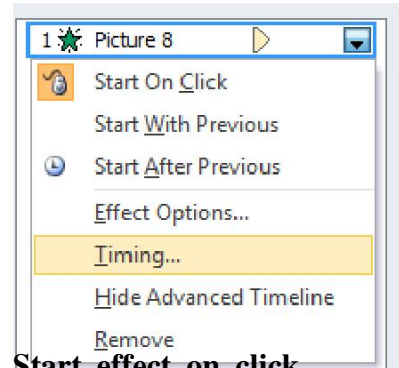 1 Picture 8
Start On Click
Start With Previous
Start After Previous
Effect Options...
Timing...
Hide Advanced Timeline
Remove
Start effect on click